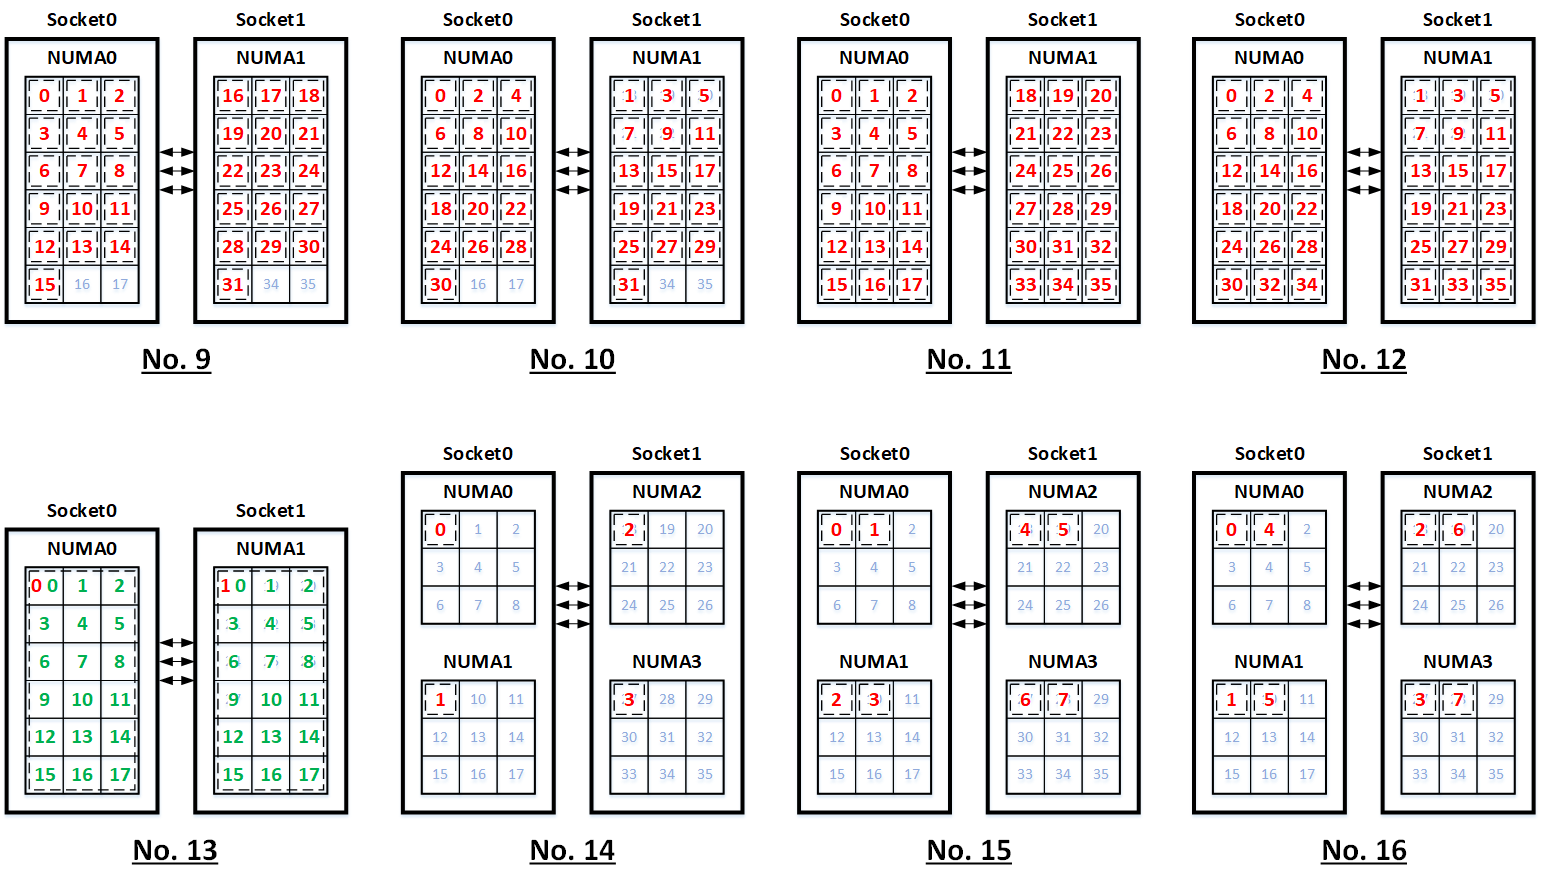 Socket0 Socket1 Socket0 Socket1 Socket0 Socket1 Socket0 Socket1
NUMA0 NUMA1 NUMA0 NUMA1 NUMA0 NUMA1 NUMA0 NUMA1
0 1 2 16 17 18 0 2 4 1 3 5 0 1 2 18 19 20 0 2 4 1 3 5
3 4 5 19 20 21 6 8 10 7 9 11 3 4 5 21 22 23 6 8 10 7 9 11
6 7 8 22 23 24 12 14 16 13 15 17 6 7 8 24 25 26 12 14 16 13 15 17
9 10 11 25 26 27 18 20 22 19 21 23 9 10 11 27 28 29 18 20 22 19 21 23
12 13 14 28 29 30 24 26 28 25 27 29 12 13 14 30 31 32 24 26 28 25 27 29
15 16 17 31 34 35 30 16 17 31 34 35 15 16 17 33 34 35 30 32 34 31 33 35
No. 9 No. 10 No. 11 No. 12
Socket0 Socket1 Socket0 Socket1 Socket0 Socket1
NUMA0 NUMA2 NUMA0 NUMA2 NUMA0 NUMA2
Socket0 Socket1
0 1 2 2 19 20 0 1 2 4 5 20 0 4 2 2 6 20
NUMA0 NUMA1
3 4 5 21 22 23 3 4 5 21 22 23 3 4 5 21 22 23
0 0 1 2 1 0 1 2
6 7 8 24 25 26 6 7 8 24 25 26 6 7 8 24 25 26
3 4 5 3 4 5
6 7 8 6 7 8
NUMA1 NUMA3 NUMA1 NUMA3 NUMA1 NUMA3
9 10 11 9 10 11 1 10 11 3 28 29 2 3 11 6 7 29 1 5 11 3 7 29
12 13 14 12 13 14 12 13 14 30 31 32 12 13 14 30 31 32 12 13 14 30 31 32
15 16 17 15 16 17 15 16 17 33 34 35 15 16 17 33 34 35 15 16 17 33 34 35
No. 13 No. 14 No. 15 No. 16